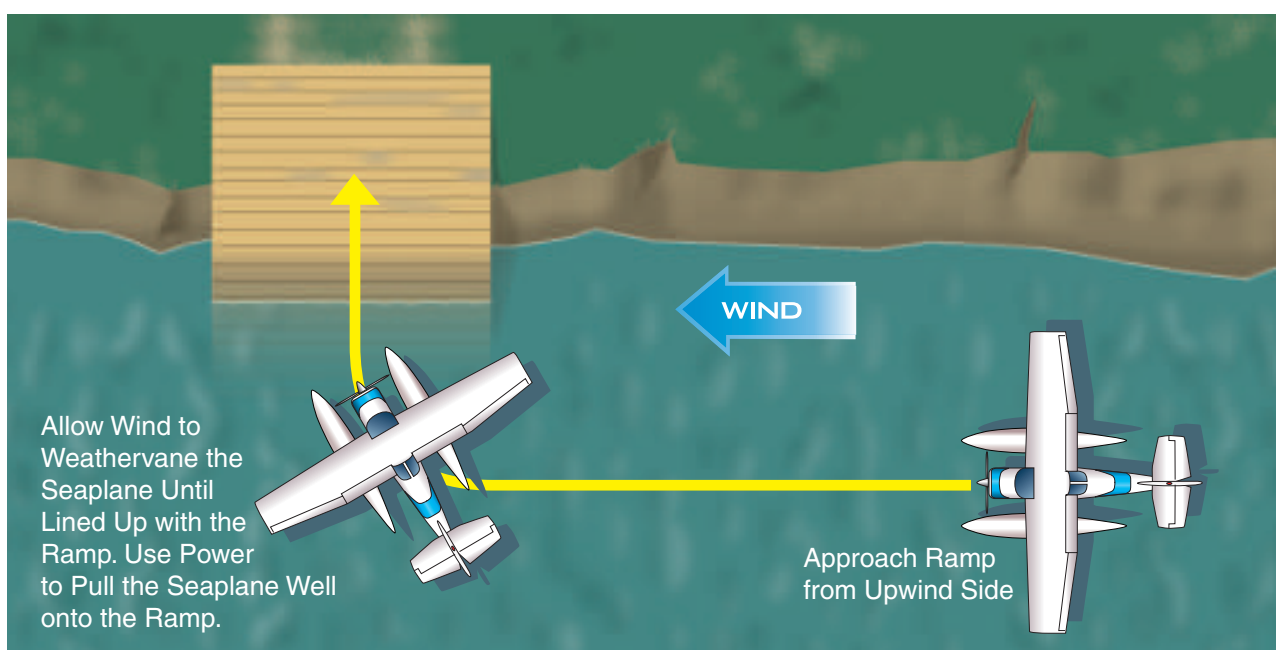 WIND
Allow Wind to
Weathervane the
Seaplane Until
Lined Up with the
Ramp. Use Power
to Pull the Seaplane Well
onto the Ramp.
Approach Ramp
from Upwind Side